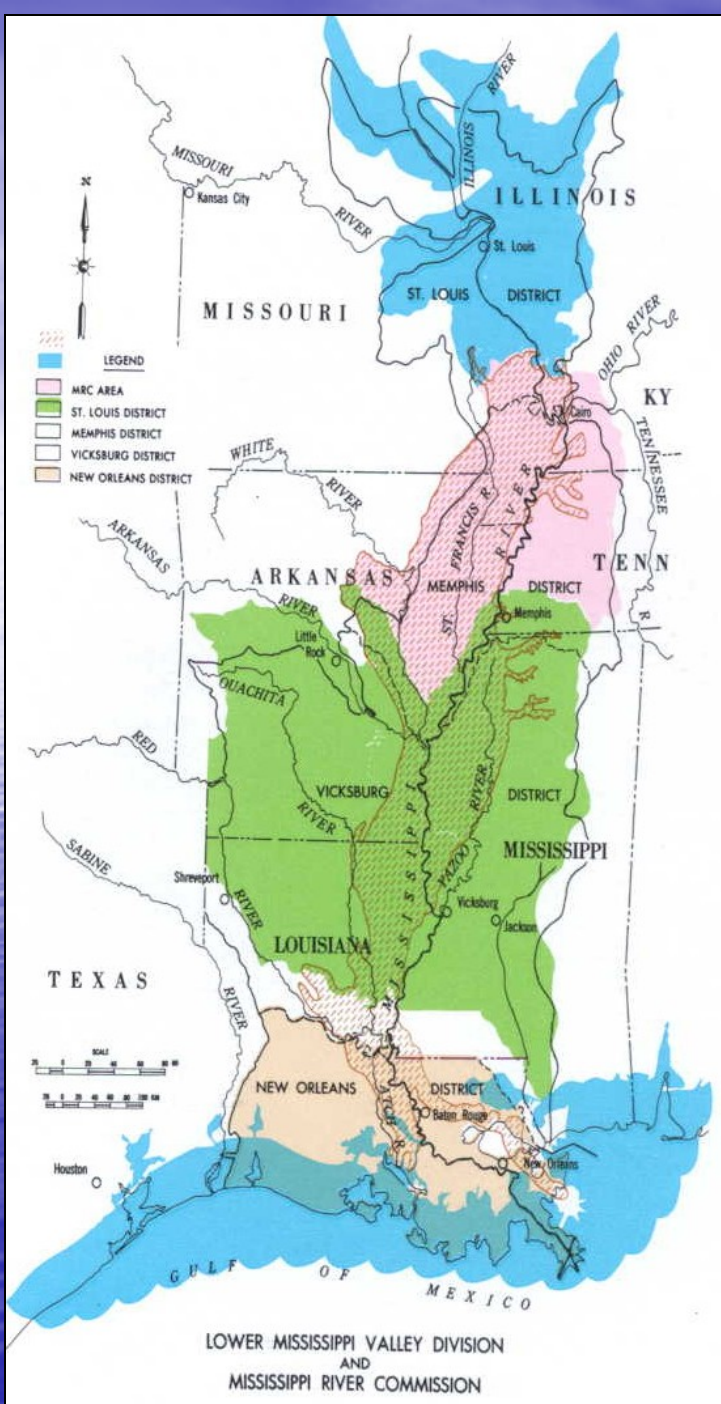 ILLINOIS
RIVER
MISSOURI
RIVER
Kansas City
N
ILLINOIS
St. Louis
ST. LOUIS DISTRICT
MISSOURI
OHIO RIVER
LEGEND
MRC AREA
ST. LOUIS DISTRICT
MEMPHIS DISTRICT
VICKSBURG DISTRICT
NEW ORLEANS DISTRICT
KY
Cairo
TENNESSEE
R
WHITE
RIVER
ARKANSAS
RIVER
ST. FRANCIS R
RIVER
ARKANSAS
MEMPHIS DISTRICT
TENN
Memphis
Little
Rock
OUACHITA
RIVER
RED
RIVER
VICKSBURG DISTRICT
MISSISSIPPI
YAZOO
RIVER
MISSISSIPPI
SABINE
RIVER
Shreveport
Vicksburg
Jackson
LOUISIANA
TEXAS
SCALE
NEW ORLEANS DISTRICT
ATCH R
Baton Rouge
New Orleans
Houston
GULF OF MEXICO
LOWER MISSISSIPPI VALLEY DIVISION
AND
MISSISSIPPI RIVER COMMISSION